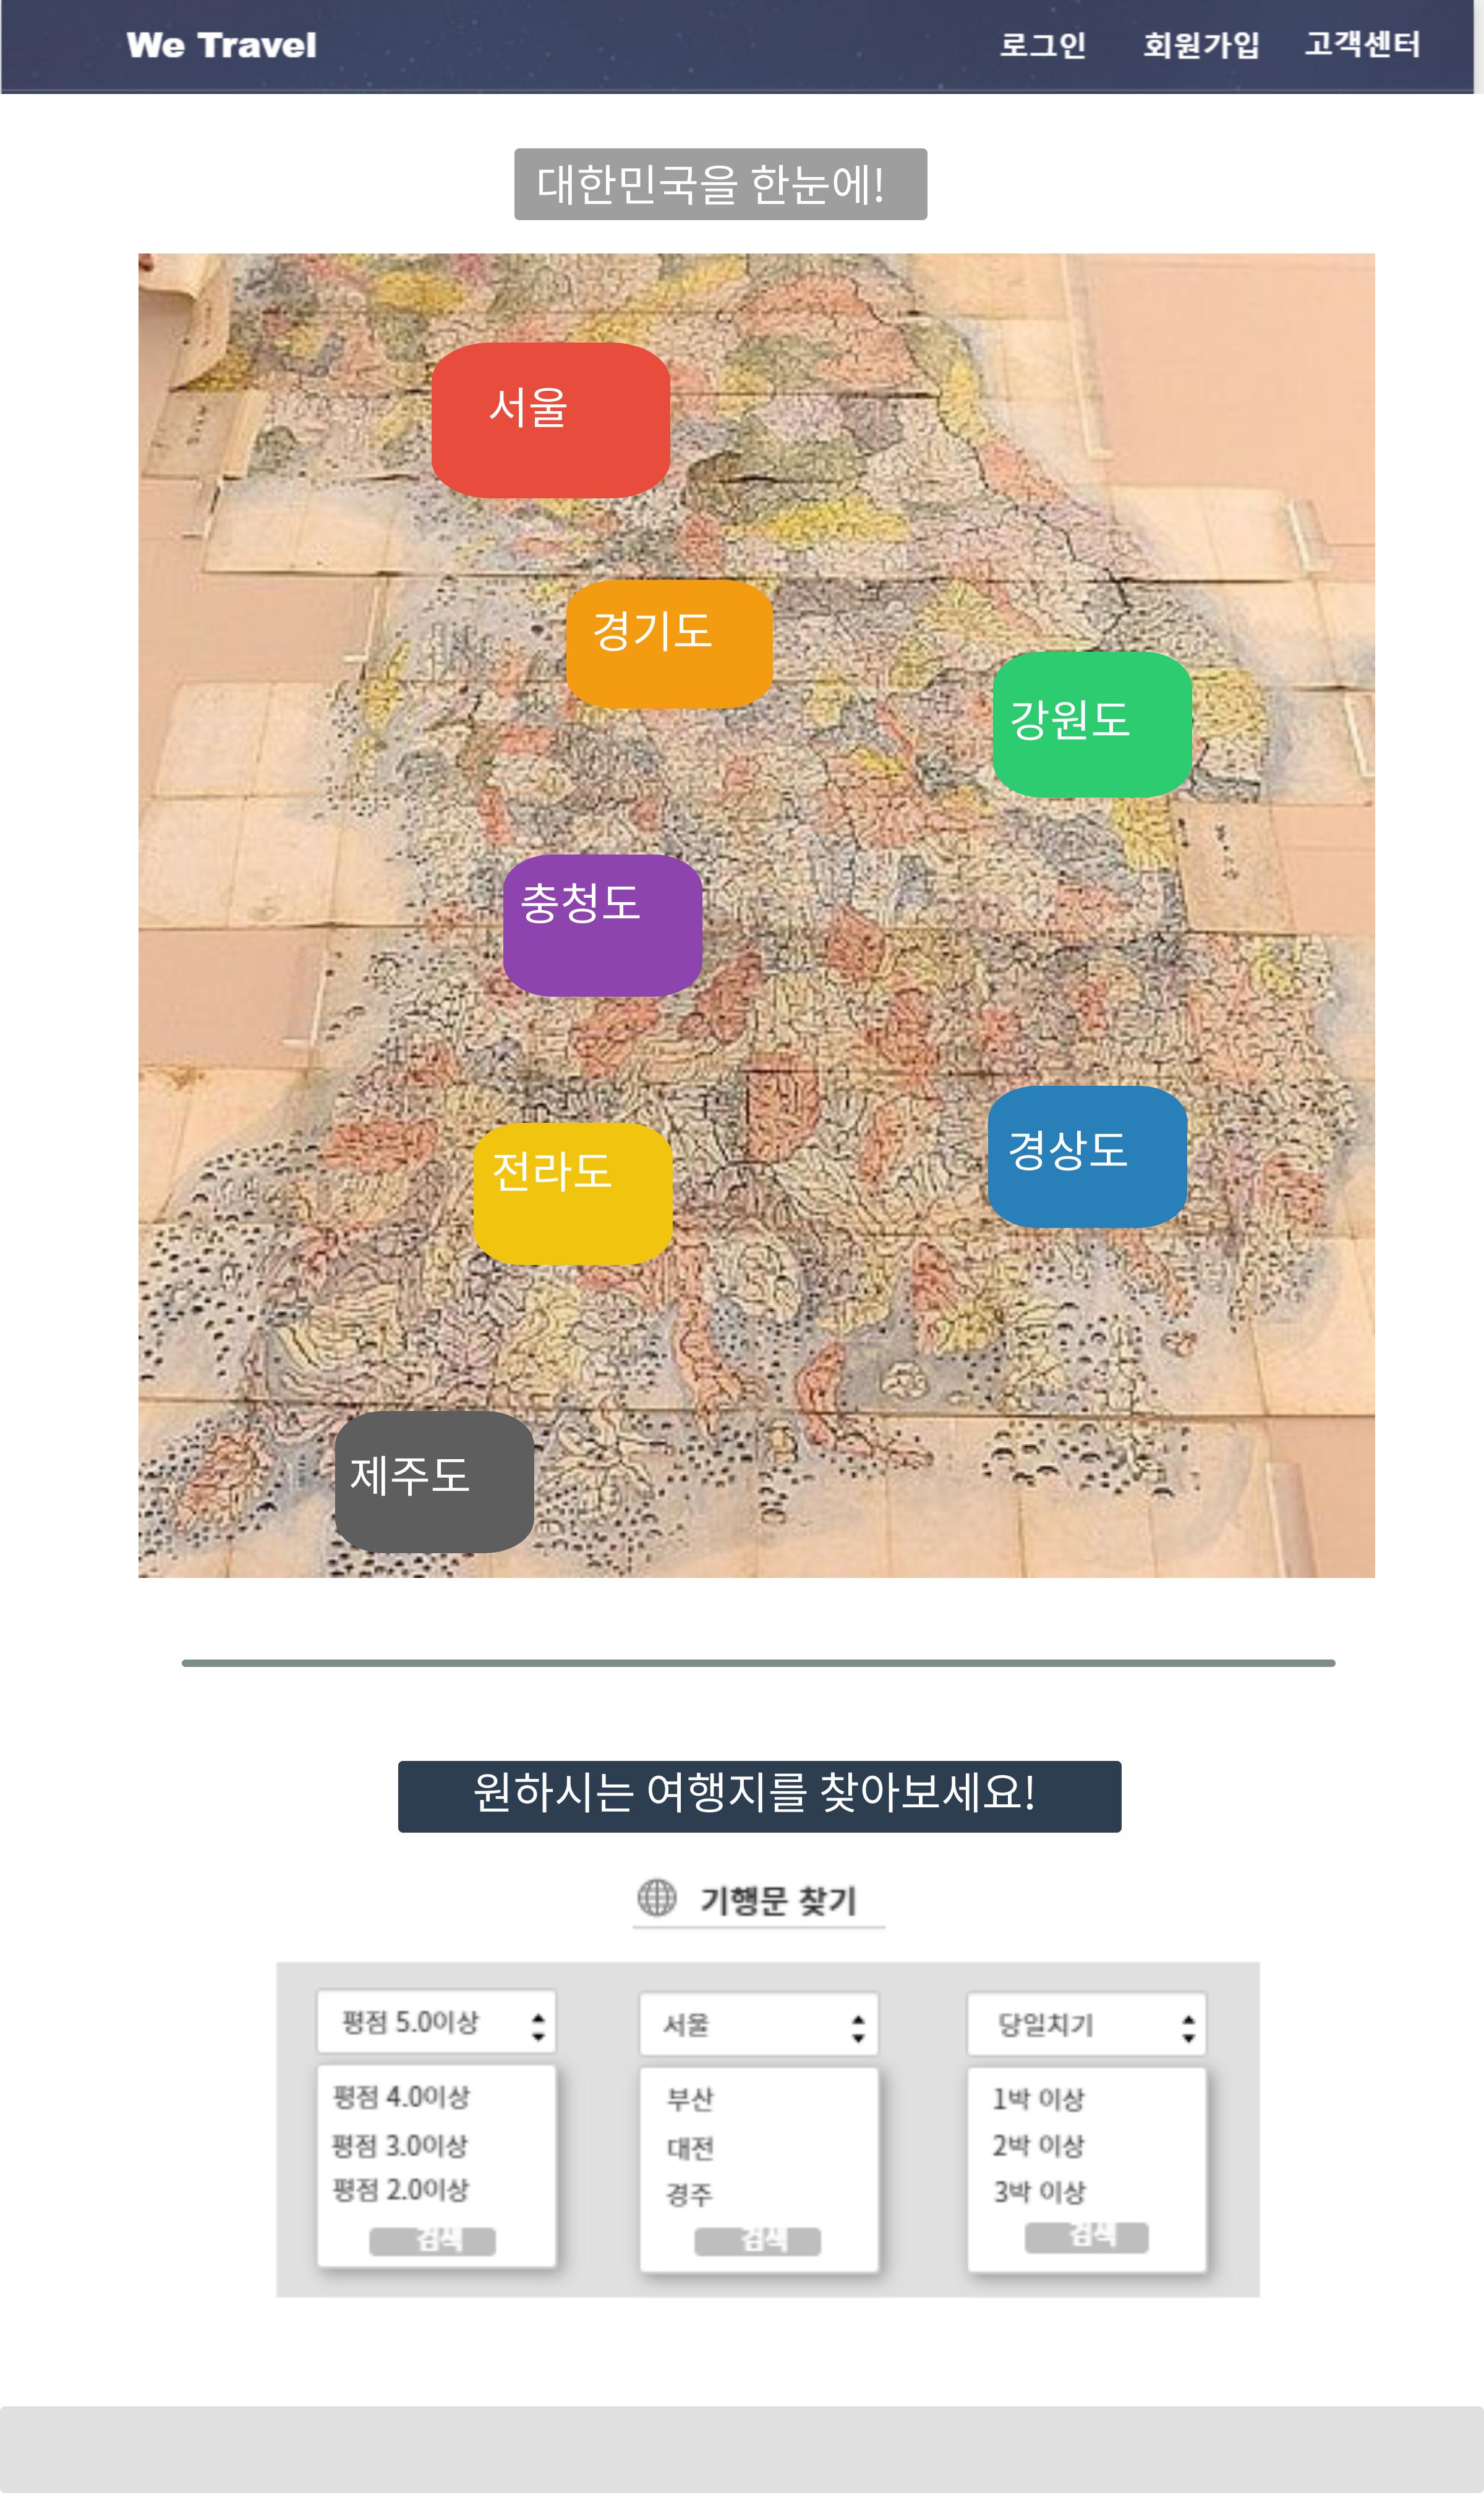 We Travel
로그인 회원가입 고객센터
대한민국을 한눈에!
서울
경기도
강원도
충청도
경상도
전라도
제주도
원하시는 여행지를 찾아보세요!
기행문 찾기
평점 5.0이상 서울 당일치기
평점 4.0이상 부산 1박 이상
평점 3.0이상 대전 2박 이상
평점 2.0이상 경주 3박 이상
검색 검색 검색